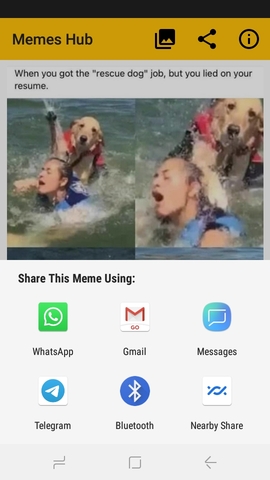 Memes Hub
When you got the "rescue dog" job, but you lied on your
resume.
Share This Meme Using:
GO
WhatsApp
Gmail
Messages
Telegram
Bluetooth
Nearby Share